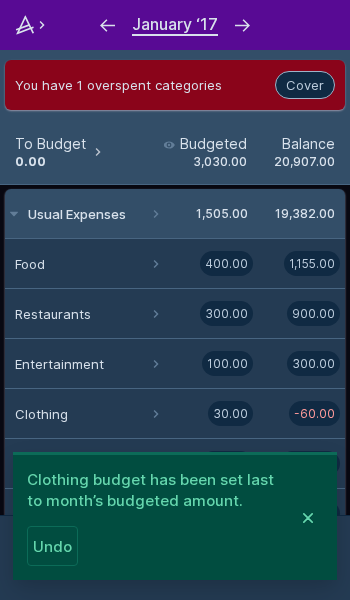 January ‘17
You have 1 overspent categories
Cover
To Budget
Budgeted
Balance
0.00
3,030.00
20,907.00
Usual Expenses
1,505.00
19,382.00
Food
400.00
1,155.00
Restaurants
300.00
900.00
Entertainment
100.00
300.00
Clothing
30.00
-60.00
Clothing budget has been set last
to month’s budgeted amount.
Undo